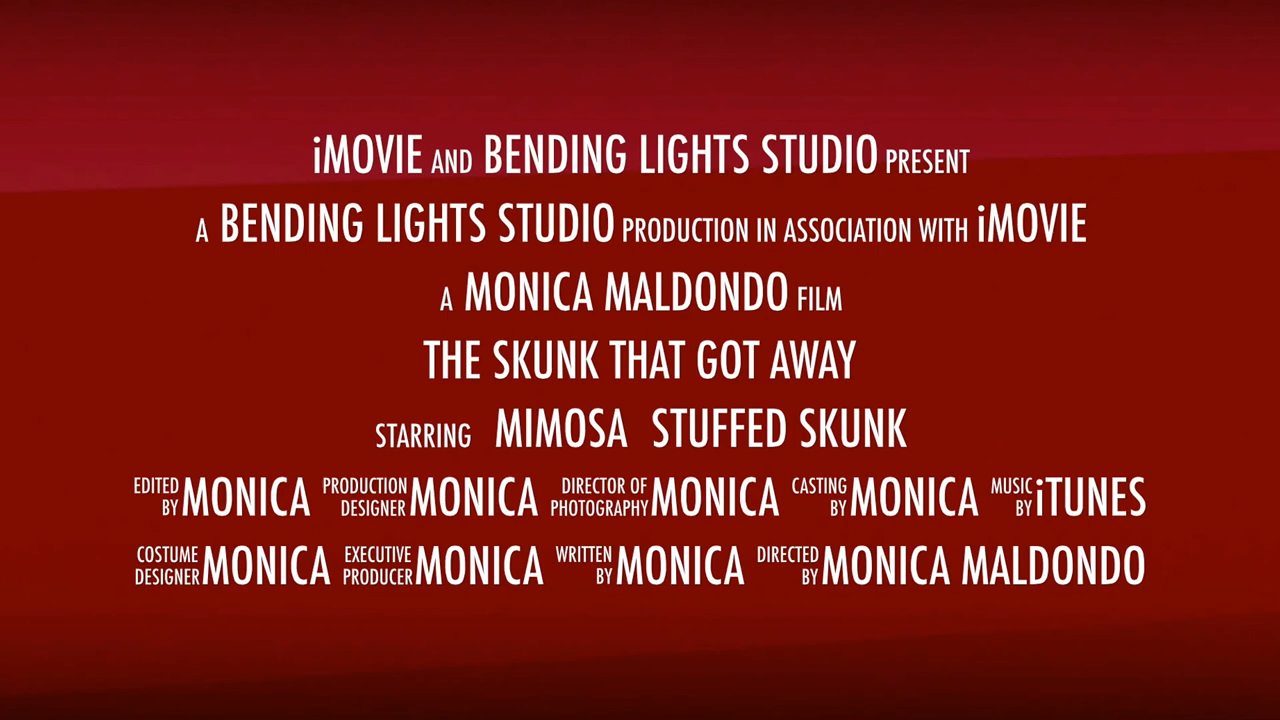 iMOVIE AND BENDING LIGHTS STUDIO PRESENT
A BENDING LIGHTS STUDIO PRODUCTION IN ASSOCIATION WITH iMOVIE
A MONICA MALDONDO FILM
THE SKUNK THAT GOT AWAY
STARRING MIMOSA STUFFED SKUNK
EDITED BY MONICA PRODUCTION DESIGNER MONICA DIRECTOR OF PHOTOGRAPHY MONICA CASTING BY MONICA MUSIC BY iTUNES
COSTUME DESIGNER MONICA EXECUTIVE PRODUCER MONICA WRITTEN BY MONICA DIRECTED BY MONICA MALDONDO